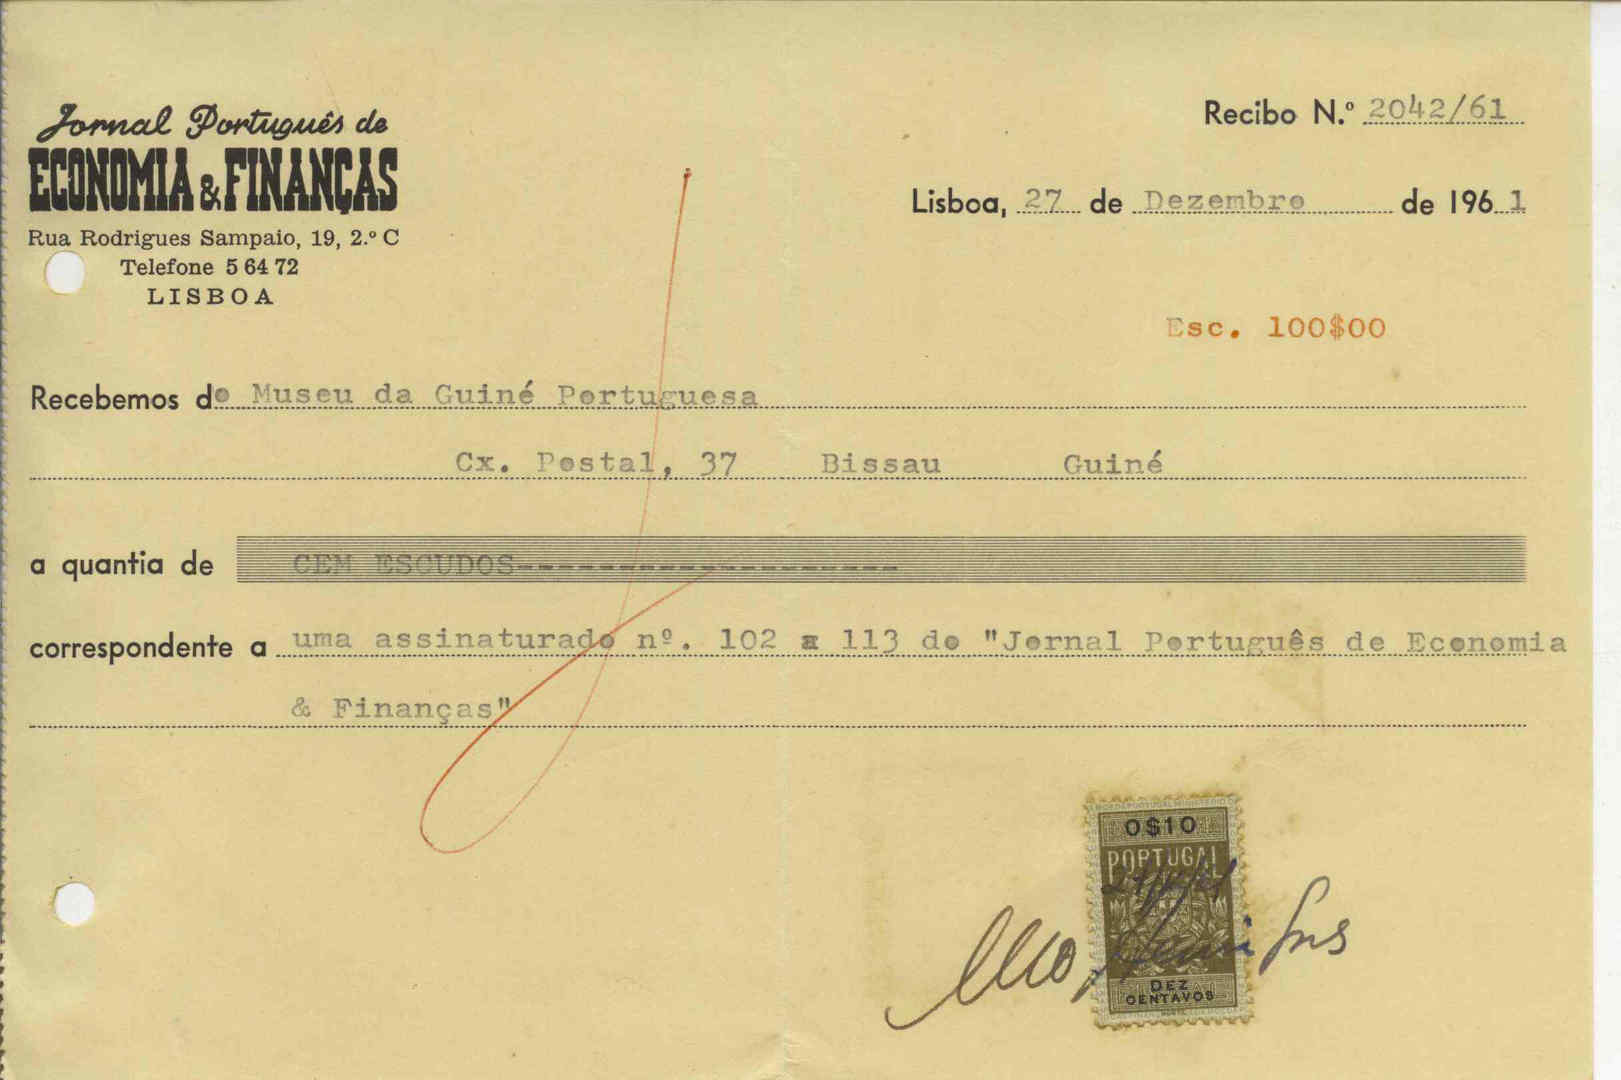 Jornal Português de
ECONOMIA & FINANÇAS
Rua Rodrigues Sampaio, 19, 2.º C
Telefone 5 64 72
LISBOA
Recibo N.º 2042/61
Lisboa, 27 de Dezembro de 1961
Esc. 100$00
Recebemos do Museu da Guiné Portuguesa
Cx. Postal, 37 Bissau Guiné
a quantia de CEM ESCUDOS-------------------
correspondente a uma assinaturado nº. 102 a 113 do "Jornal Português de Economia
& Finanças"
0$10
PORTUGAL
DEZ
CENTAVOS